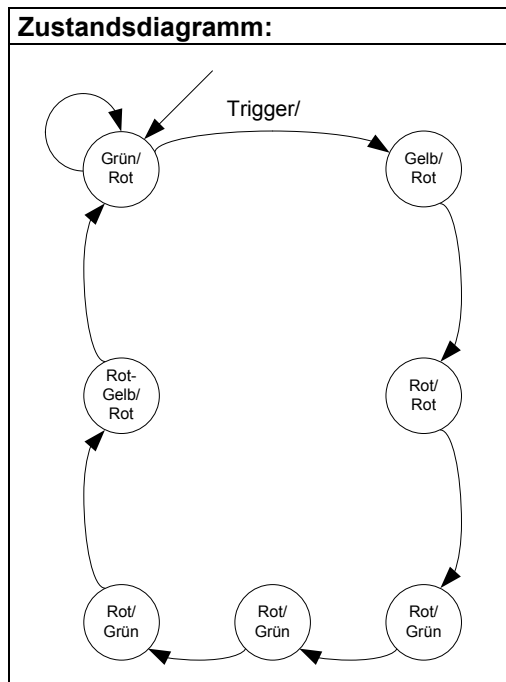 Zustandsdiagramm:
Trigger/
Grün/
Rot
Gelb/
Rot
Rot-
Gelb/
Rot
Rot/
Rot
Rot/
Grün
Rot/
Grün
Rot/
Grün